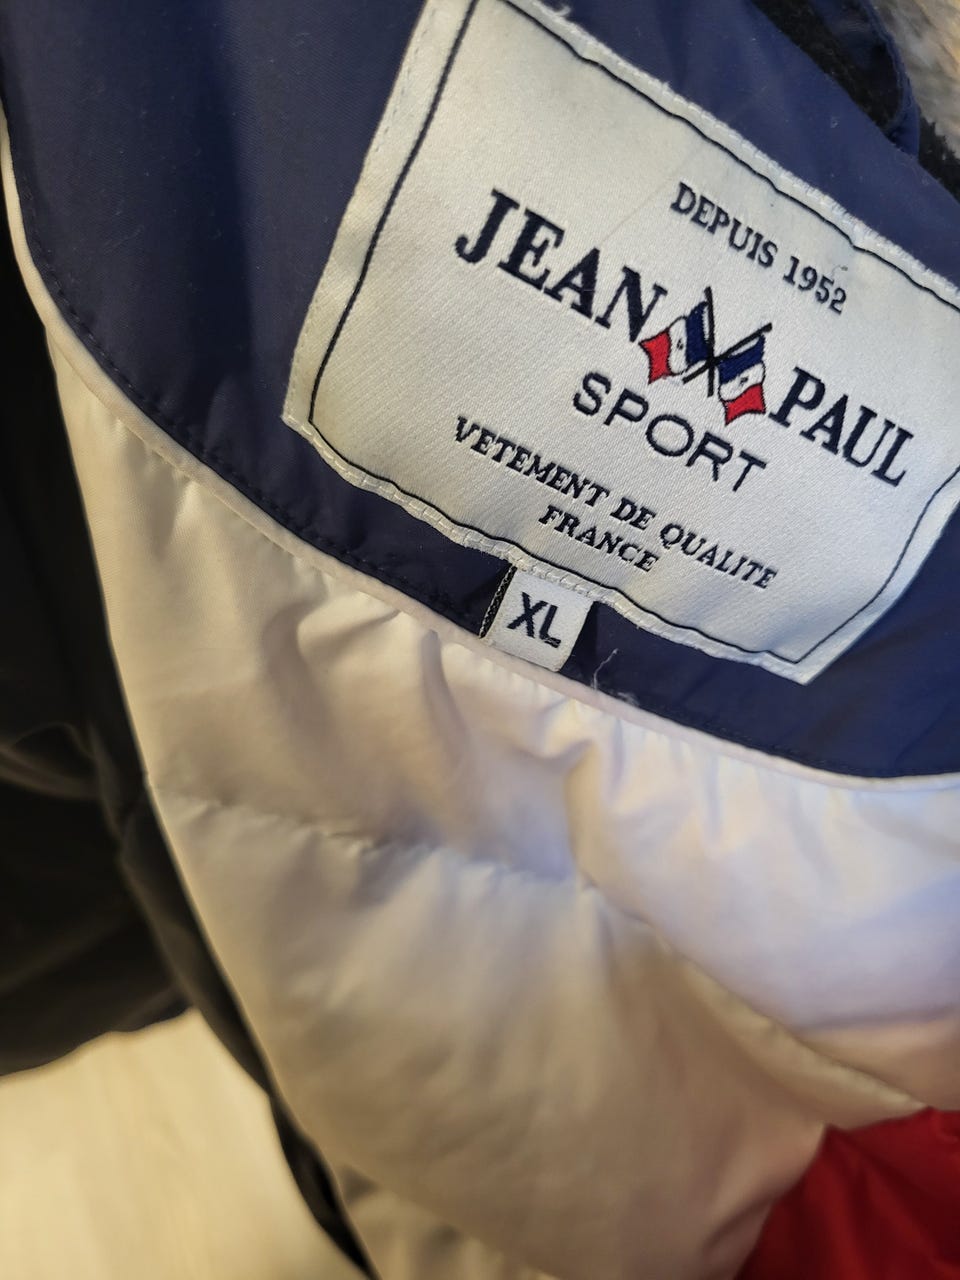 DEPUIS 1952
JEAN PAUL
SPORT
VETEMENT DE QUALITE
FRANCE
XL